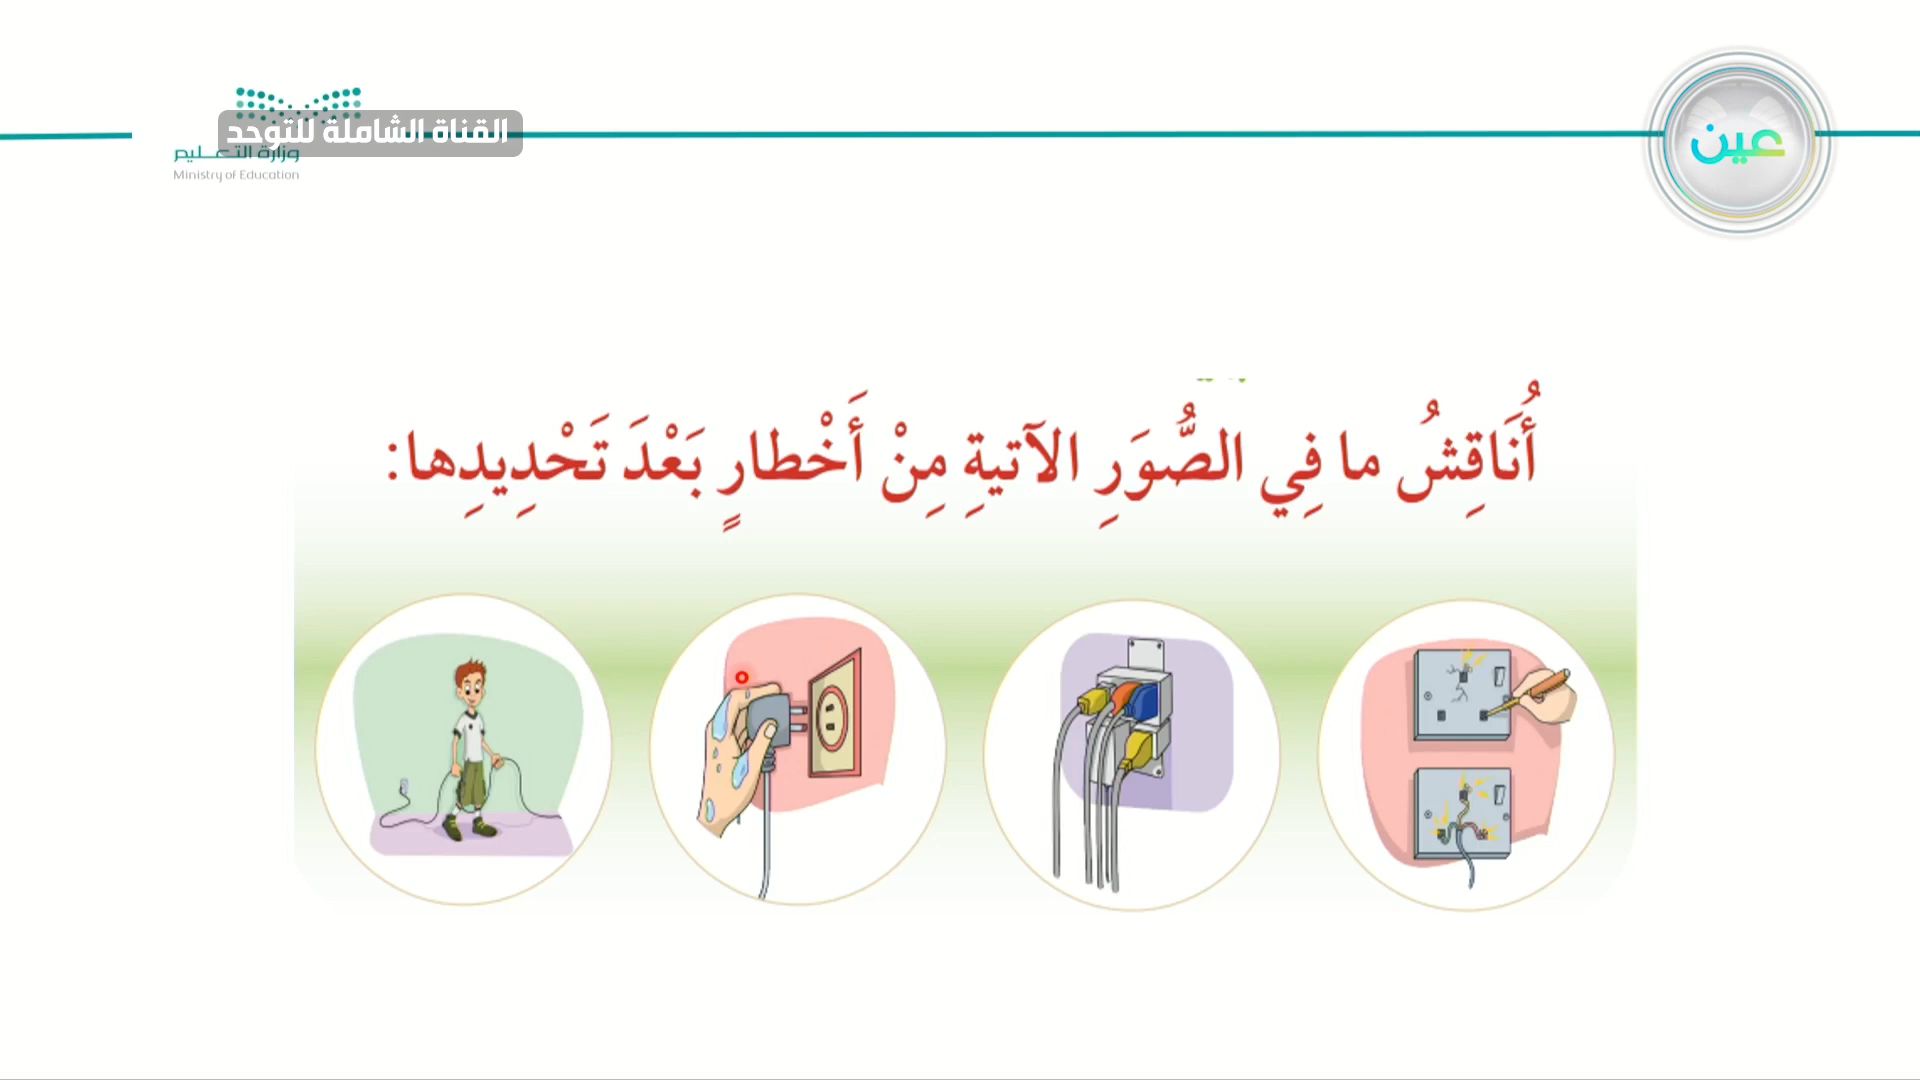 القناة الشاملة للتوحد
وزارة التعليم
Ministry of Education
عين
أُنَاقِشُ ما فِي الصُّوَرِ الآتيةِ مِنْ أَخْطارٍ بَعْدَ تَحْدِيدِها: